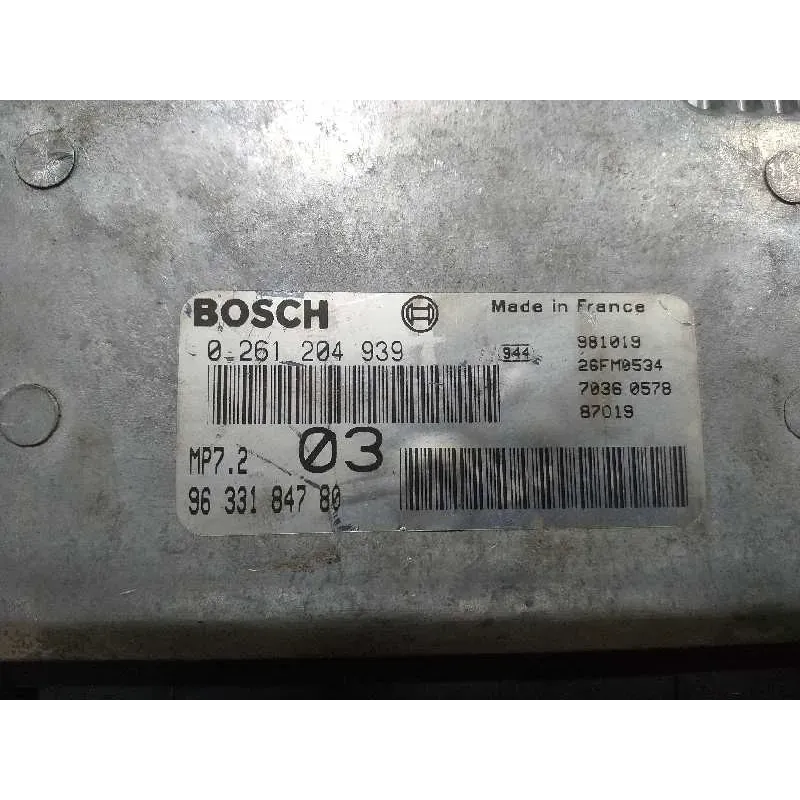 BOSCH
Made in France
0 261 204 939
944
981019
26FM0534
7036 0578
87019
MP7.2
03
96 331 847 80